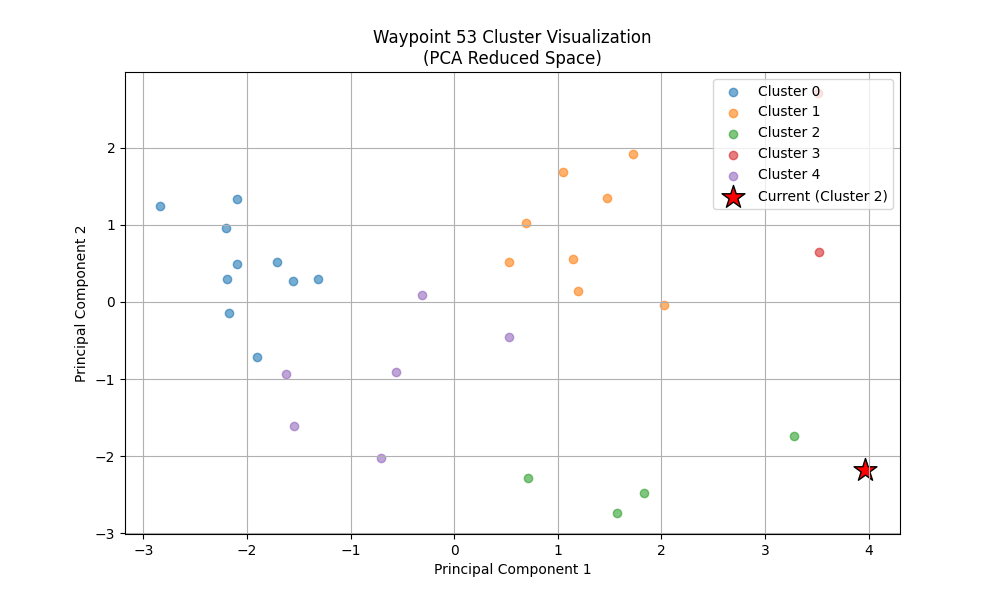 Waypoint 53 Cluster Visualization
(PCA Reduced Space)
Cluster 0
Cluster 1
Cluster 2
Cluster 3
Cluster 4
Current (Cluster 2)
Principal Component 2
2
1
0
−1
−2
−3
−3
−2
−1
0
1
2
3
4
Principal Component 1